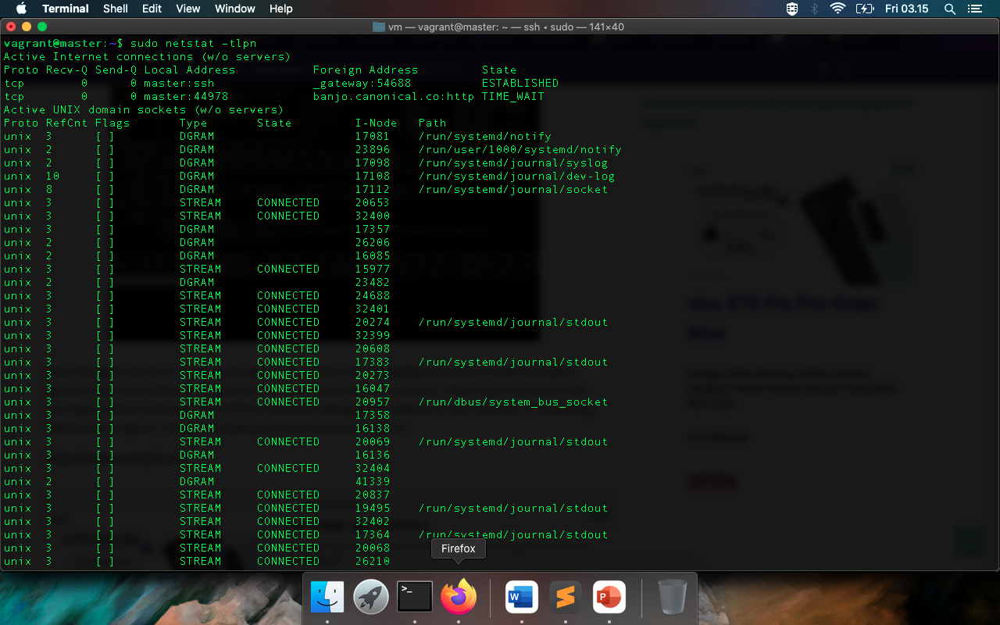 Terminal Shell Edit View Window Help Fri 03.15
vm — vagrant@master: ~ — ssh ◂ sudo — 141×40
vagrant@master:~$ sudo netstat –tlpn
Active Internet connections (w/o servers)
Proto Recv-Q Send-Q Local Address Foreign Address State
tcp 0 0 master:ssh _gateway:54688 ESTABLISHED
tcp 0 0 master:44978 banjo.canonical.co:http TIME_WAIT
Active UNIX domain sockets (w/o servers)
Proto RefCnt Flags Type State I-Node Path
unix 3 [ ] DGRAM 17081 /run/systemd/notify
unix 2 [ ] DGRAM 23896 /run/user/1000/systemd/notify
unix 2 [ ] DGRAM 17098 /run/systemd/journal/syslog
unix 10 [ ] DGRAM 17108 /run/systemd/journal/dev-log
unix 8 [ ] DGRAM 17112 /run/systemd/journal/socket
unix 3 [ ] STREAM CONNECTED 20653
unix 3 [ ] STREAM CONNECTED 32400
unix 3 [ ] DGRAM 17357
unix 2 [ ] DGRAM 26206
unix 2 [ ] DGRAM 16085
unix 3 [ ] STREAM CONNECTED 15977
unix 2 [ ] DGRAM 23482
unix 3 [ ] STREAM CONNECTED 24688
unix 3 [ ] STREAM CONNECTED 32401
unix 3 [ ] STREAM CONNECTED 20274 /run/systemd/journal/stdout
unix 3 [ ] STREAM CONNECTED 32399
unix 3 [ ] STREAM CONNECTED 20608
unix 3 [ ] STREAM CONNECTED 17383 /run/systemd/journal/stdout
unix 3 [ ] STREAM CONNECTED 20273
unix 3 [ ] STREAM CONNECTED 16047
unix 3 [ ] STREAM CONNECTED 20957 /run/dbus/system_bus_socket
unix 3 [ ] DGRAM 17358
unix 3 [ ] DGRAM 16138
unix 3 [ ] STREAM CONNECTED 20069 /run/systemd/journal/stdout
unix 3 [ ] DGRAM 16136
unix 3 [ ] STREAM CONNECTED 32404
unix 2 [ ] DGRAM 41339
unix 3 [ ] STREAM CONNECTED 20837
unix 3 [ ] STREAM CONNECTED 19495 /run/systemd/journal/stdout
unix 3 [ ] STREAM CONNECTED 32402
unix 3 [ ] STREAM CONNECTED 17364 /run/systemd/journal/stdout
unix 3 [ ] STREAM CONNECTED 20068
unix 3 [ ] STREAM CONNECTED 26210
Firefox
>_
W
P